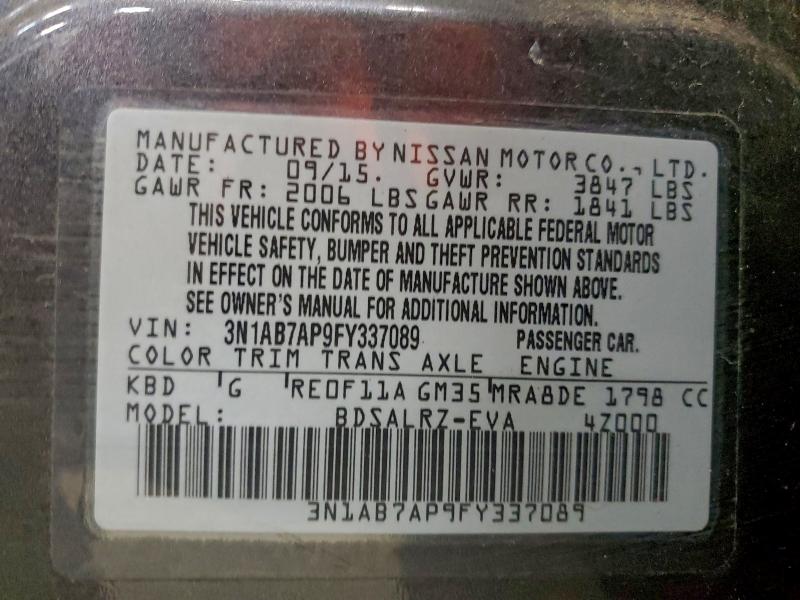 MANUFACTURED BY NISSAN MOTOR CO., LTD.
DATE: 09/15. GVWR: 3847 LBS
GAWR FR: 2006 LBS GAWR RR: 1841 LBS
THIS VEHICLE CONFORMS TO ALL APPLICABLE FEDERAL MOTOR
VEHICLE SAFETY, BUMPER AND THEFT PREVENTION STANDARDS
IN EFFECT ON THE DATE OF MANUFACTURE SHOWN ABOVE.
SEE OWNER'S MANUAL FOR ADDITIONAL INFORMATION.
VIN: 3N1AB7AP9FY337089 PASSENGER CAR.
COLOR TRIM TRANS AXLE ENGINE
KBD G RE0F11A GM35 MRA8DE 1798 CC
MODEL: BDSALRZ-EVA 4Z000
3N1AB7AP9FY337089